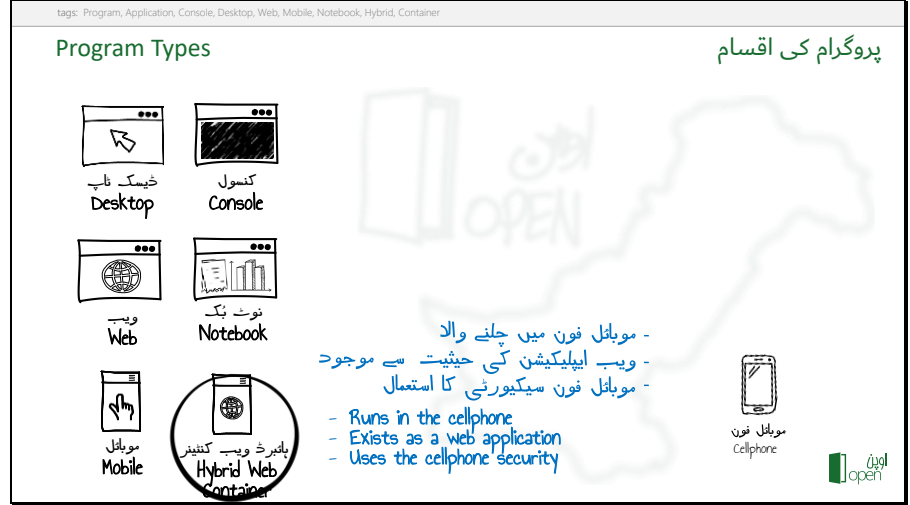 tags: Program, Application, Console, Desktop, Web, Mobile, Notebook, Hybrid, Container
Program Types
پروگرام کی اقسام
اوپن
OPEN
ڈیسک ٹاپ
Desktop
کنسول
Console
ویب
Web
نوٹ بُک
Notebook
موبائل
Mobile
ہائبرڈ ویب کنٹینر
Hybrid Web
Container
- موبائل فون میں چلنے والا
- ویب ایپلیکیشن کی حیثیت سے موجود
- موبائل فون سیکیورٹی کا استعمال
- Runs in the cellphone
- Exists as a web application
- Uses the cellphone security
موبائل فون
Cellphone
اوپن
open